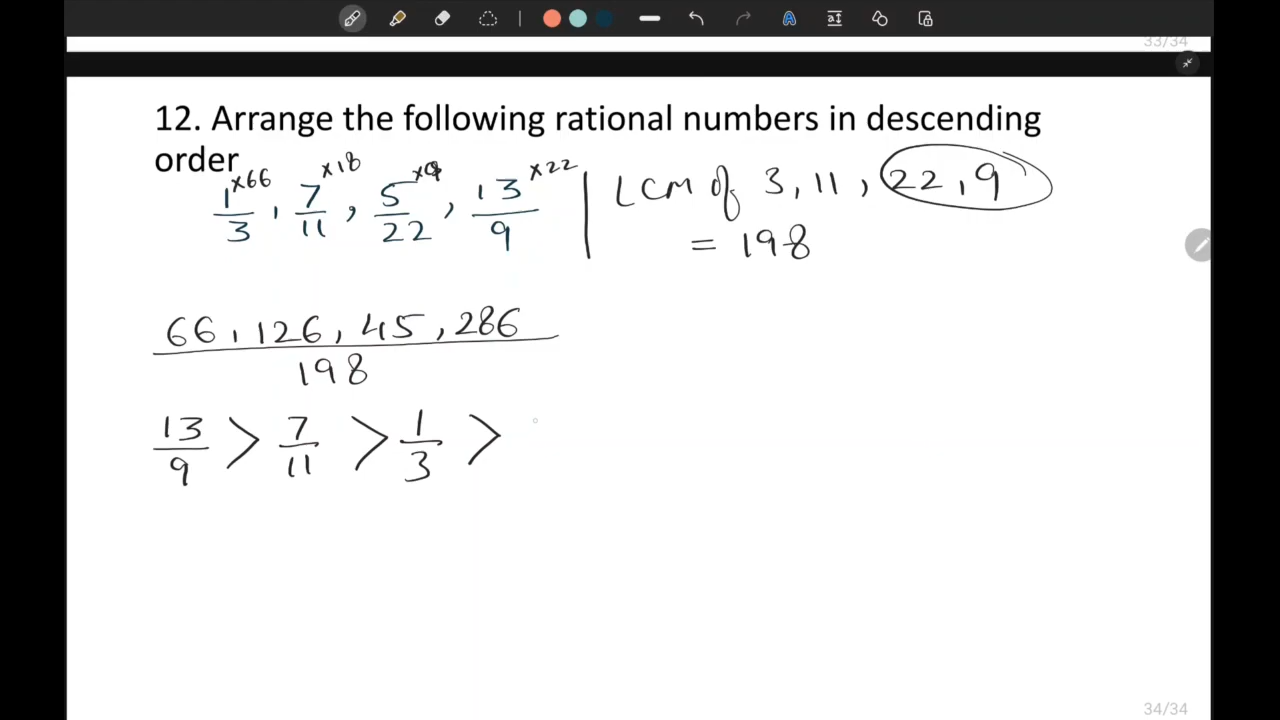 33/34
12. Arrange the following rational numbers in descending
order
1/3 ×66, 7/11 ×18, 5/22 ×9, 13/9 ×22 | LCM of 3, 11, 22, 9
= 198
66, 126, 45, 286
198
13/9 > 7/11 > 1/3 >
34/34